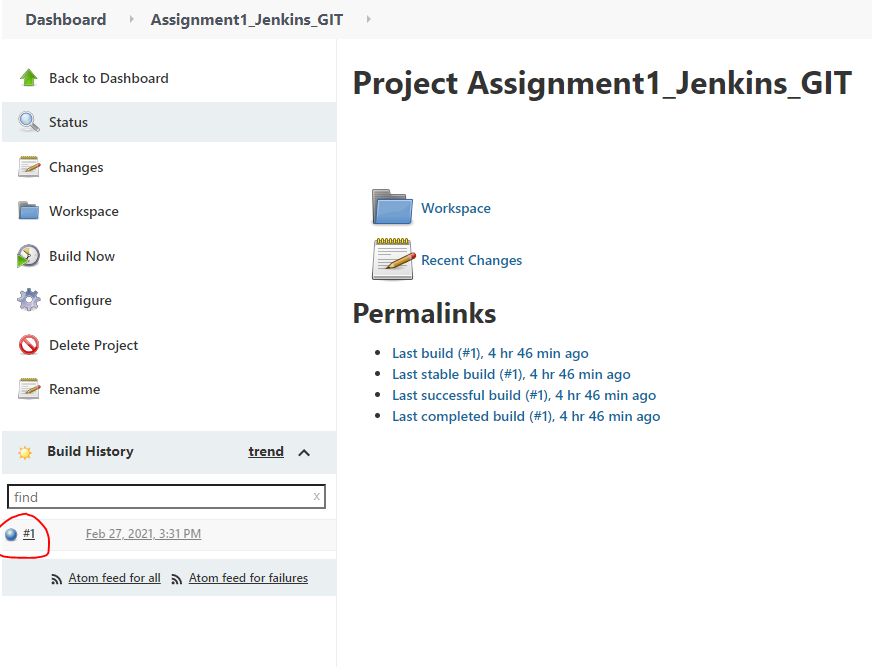 Dashboard Assignment1_Jenkins_GIT
Back to Dashboard
Status
Changes
Workspace
Build Now
Configure
Delete Project
Rename
Build History trend
find x
#1 Feb 27, 2021, 3:31 PM
Atom feed for all Atom feed for failures
Project Assignment1_Jenkins_GIT
Workspace
Recent Changes
Permalinks
Last build (#1), 4 hr 46 min ago
Last stable build (#1), 4 hr 46 min ago
Last successful build (#1), 4 hr 46 min ago
Last completed build (#1), 4 hr 46 min ago